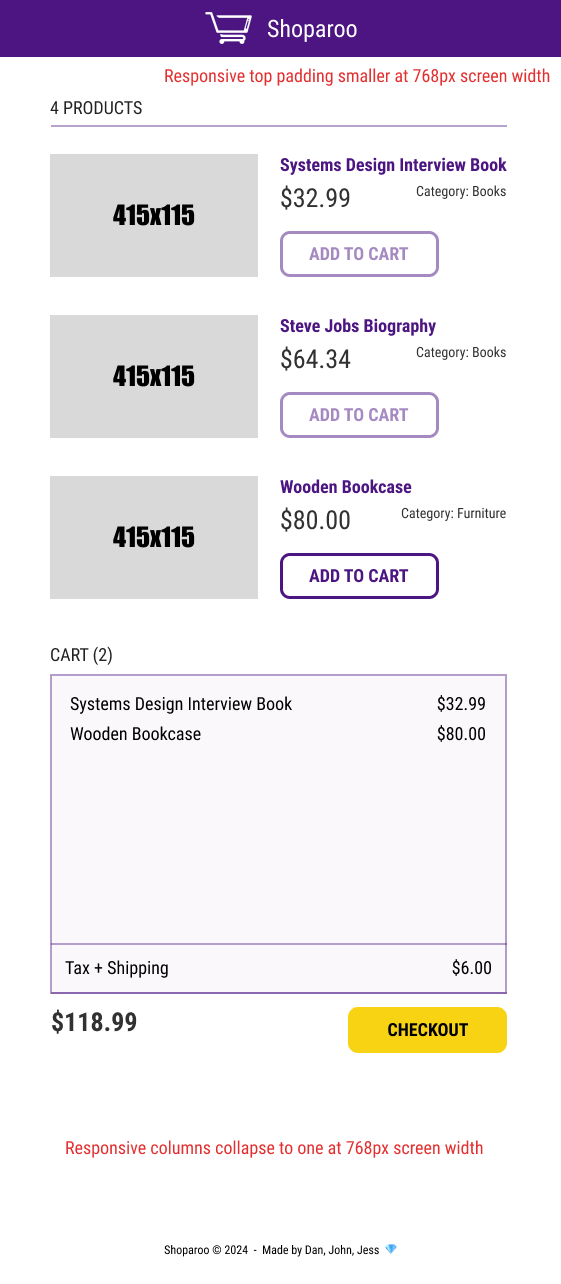 Shoparoo
Responsive top padding smaller at 768px screen width
4 PRODUCTS
415x115
Systems Design Interview Book
$32.99 Category: Books
ADD TO CART
415x115
Steve Jobs Biography
$64.34 Category: Books
ADD TO CART
415x115
Wooden Bookcase
$80.00 Category: Furniture
ADD TO CART
CART (2)
Systems Design Interview Book $32.99
Wooden Bookcase $80.00
Tax + Shipping $6.00
$118.99 CHECKOUT
Responsive columns collapse to one at 768px screen width
Shoparoo © 2024 - Made by Dan, John, Jess 💎